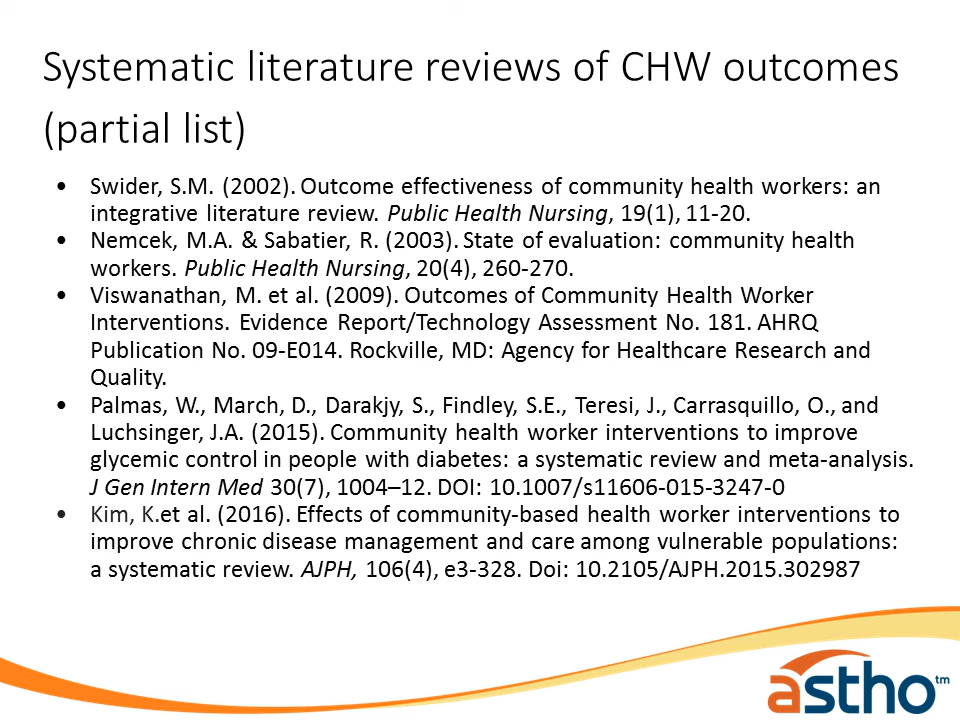 Systematic literature reviews of CHW outcomes
(partial list)
• Swider, S.M. (2002). Outcome effectiveness of community health workers: an
integrative literature review. Public Health Nursing, 19(1), 11-20.
• Nemcek, M.A. & Sabatier, R. (2003). State of evaluation: community health
workers. Public Health Nursing, 20(4), 260-270.
• Viswanathan, M. et al. (2009). Outcomes of Community Health Worker
Interventions. Evidence Report/Technology Assessment No. 181. AHRQ
Publication No. 09-E014. Rockville, MD: Agency for Healthcare Research and
Quality.
• Palmas, W., March, D., Darakjy, S., Findley, S.E., Teresi, J., Carrasquillo, O., and
Luchsinger, J.A. (2015). Community health worker interventions to improve
glycemic control in people with diabetes: a systematic review and meta-analysis.
J Gen Intern Med 30(7), 1004–12. DOI: 10.1007/s11606-015-3247-0
• Kim, K.et al. (2016). Effects of community-based health worker interventions to
improve chronic disease management and care among vulnerable populations:
a systematic review. AJPH, 106(4), e3-328. Doi: 10.2105/AJPH.2015.302987
astho™